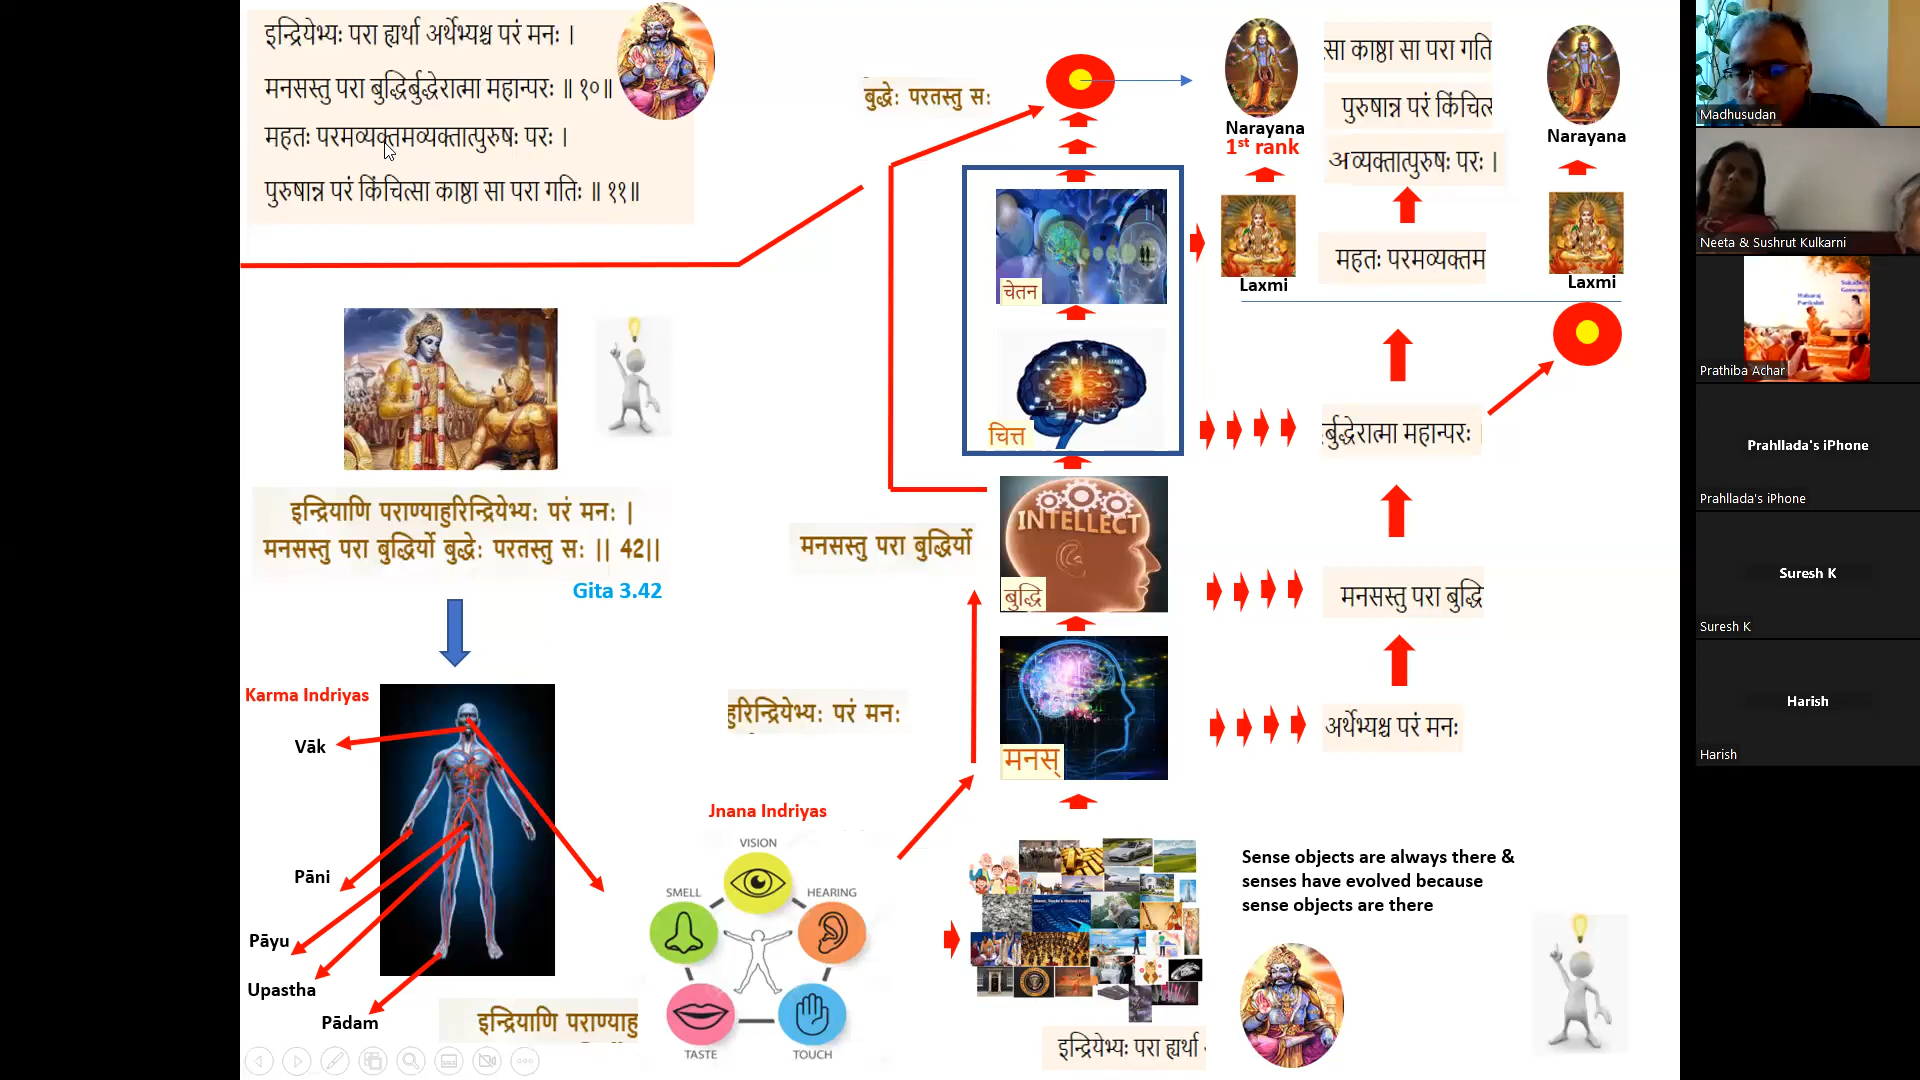 इन्द्रियेभ्यः परा ह्यर्था अर्थेभ्यश्च परं मनः ।
मनसस्तु परा बुद्धिर्बुद्धेरात्मा महान्परः ॥ १०॥
महतः परमव्यक्तमव्यक्तात्पुरुषः परः ।
पुरुषान्न परं किंचित्सा काष्ठा सा परा गतिः ॥ ११॥
बुद्धेः परतस्तु सः
Narayana
1st rank
Laxmi
सा काष्ठा सा परा गति
पुरुषान्न परं किंचित्स
अव्यक्तात्पुरुषः परः ।
महतः परमव्यक्तम
Narayana
Laxmi
चेतन
चित्त
र्बुद्धेरात्मा महान्परः ।
इन्द्रियाणि पराण्याहुरिन्द्रियेभ्यः परं मनः |
मनसस्तु परा बुद्धिर्यो बुद्धेः परतस्तु सः || 42||
Gita 3.42
मनसस्तु परा बुद्धिर्यो
INTELLECT
बुद्धि
मनसस्तु परा बुद्धि
हुरिन्द्रियेभ्यः परं मनः
मनस्
अर्थेभ्यश्च परं मनः
Karma Indriyas
Vāk
Pāni
Pāyu
Upastha
Pādam
इन्द्रियाणि पराण्याहु
Jnana Indriyas
VISION
SMELL
HEARING
TASTE
TOUCH
इन्द्रियेभ्यः परा ह्यर्था
Sense objects are always there &
senses have evolved because
sense objects are there
Madhusudan
Neeta & Sushrut Kulkarni
Prathiba Achar
Prahllada's iPhone
Prahllada's iPhone
Suresh K
Suresh K
Harish
Harish